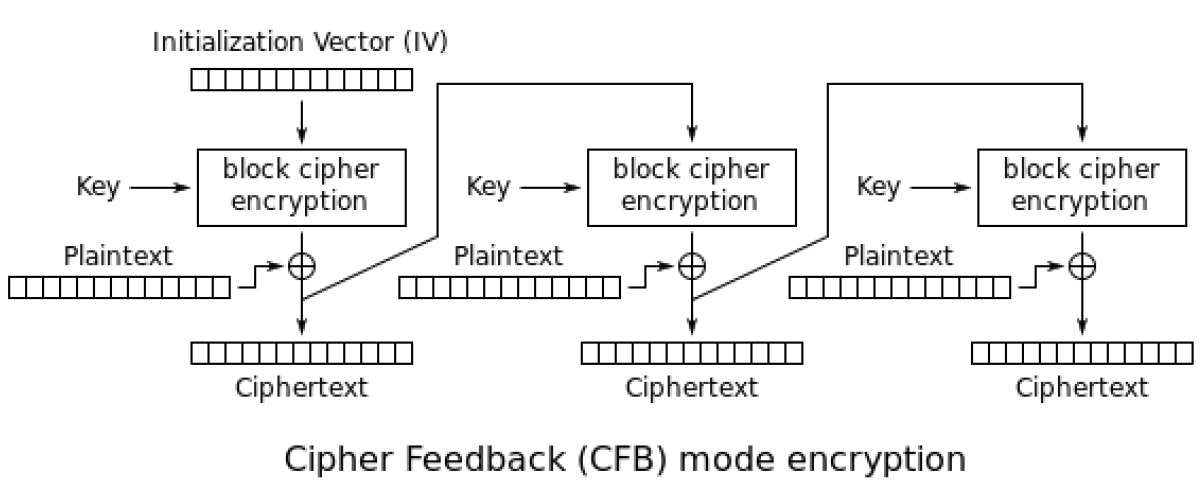 Initialization Vector (IV)
Key
block cipher
encryption
Key
block cipher
encryption
Key
block cipher
encryption
Plaintext
Plaintext
Plaintext
Ciphertext
Ciphertext
Ciphertext
Cipher Feedback (CFB) mode encryption